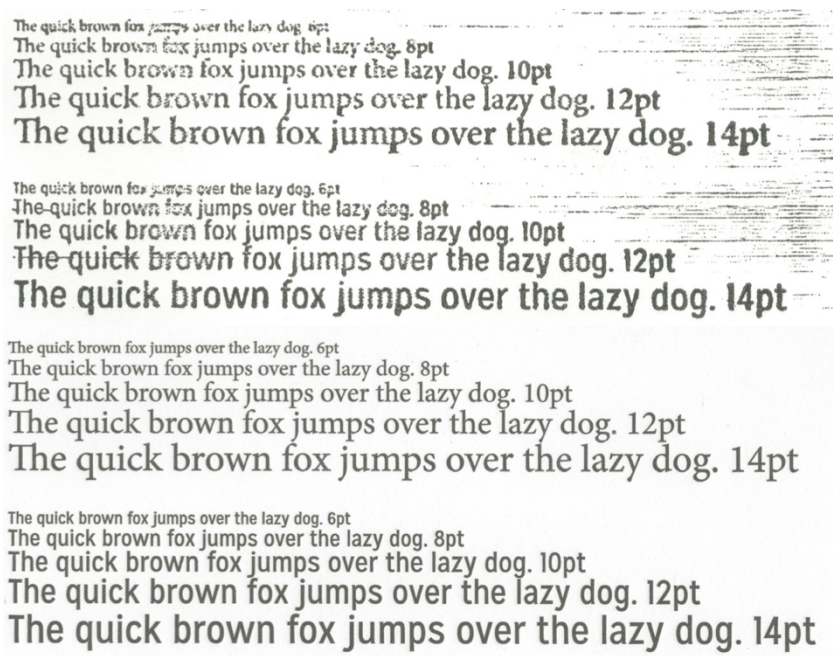 The quick brown fox jumps over the lazy dog. 6pt
The quick brown fox jumps over the lazy dog. 8pt
The quick brown fox jumps over the lazy dog. 10pt
The quick brown fox jumps over the lazy dog. 12pt
The quick brown fox jumps over the lazy dog. 14pt
The quick brown fox jumps over the lazy dog. 6pt
The quick brown fox jumps over the lazy dog. 8pt
The quick brown fox jumps over the lazy dog. 10pt
The quick brown fox jumps over the lazy dog. 12pt
The quick brown fox jumps over the lazy dog. 14pt
The quick brown fox jumps over the lazy dog. 6pt
The quick brown fox jumps over the lazy dog. 8pt
The quick brown fox jumps over the lazy dog. 10pt
The quick brown fox jumps over the lazy dog. 12pt
The quick brown fox jumps over the lazy dog. 14pt
The quick brown fox jumps over the lazy dog. 6pt
The quick brown fox jumps over the lazy dog. 8pt
The quick brown fox jumps over the lazy dog. 10pt
The quick brown fox jumps over the lazy dog. 12pt
The quick brown fox jumps over the lazy dog. 14pt